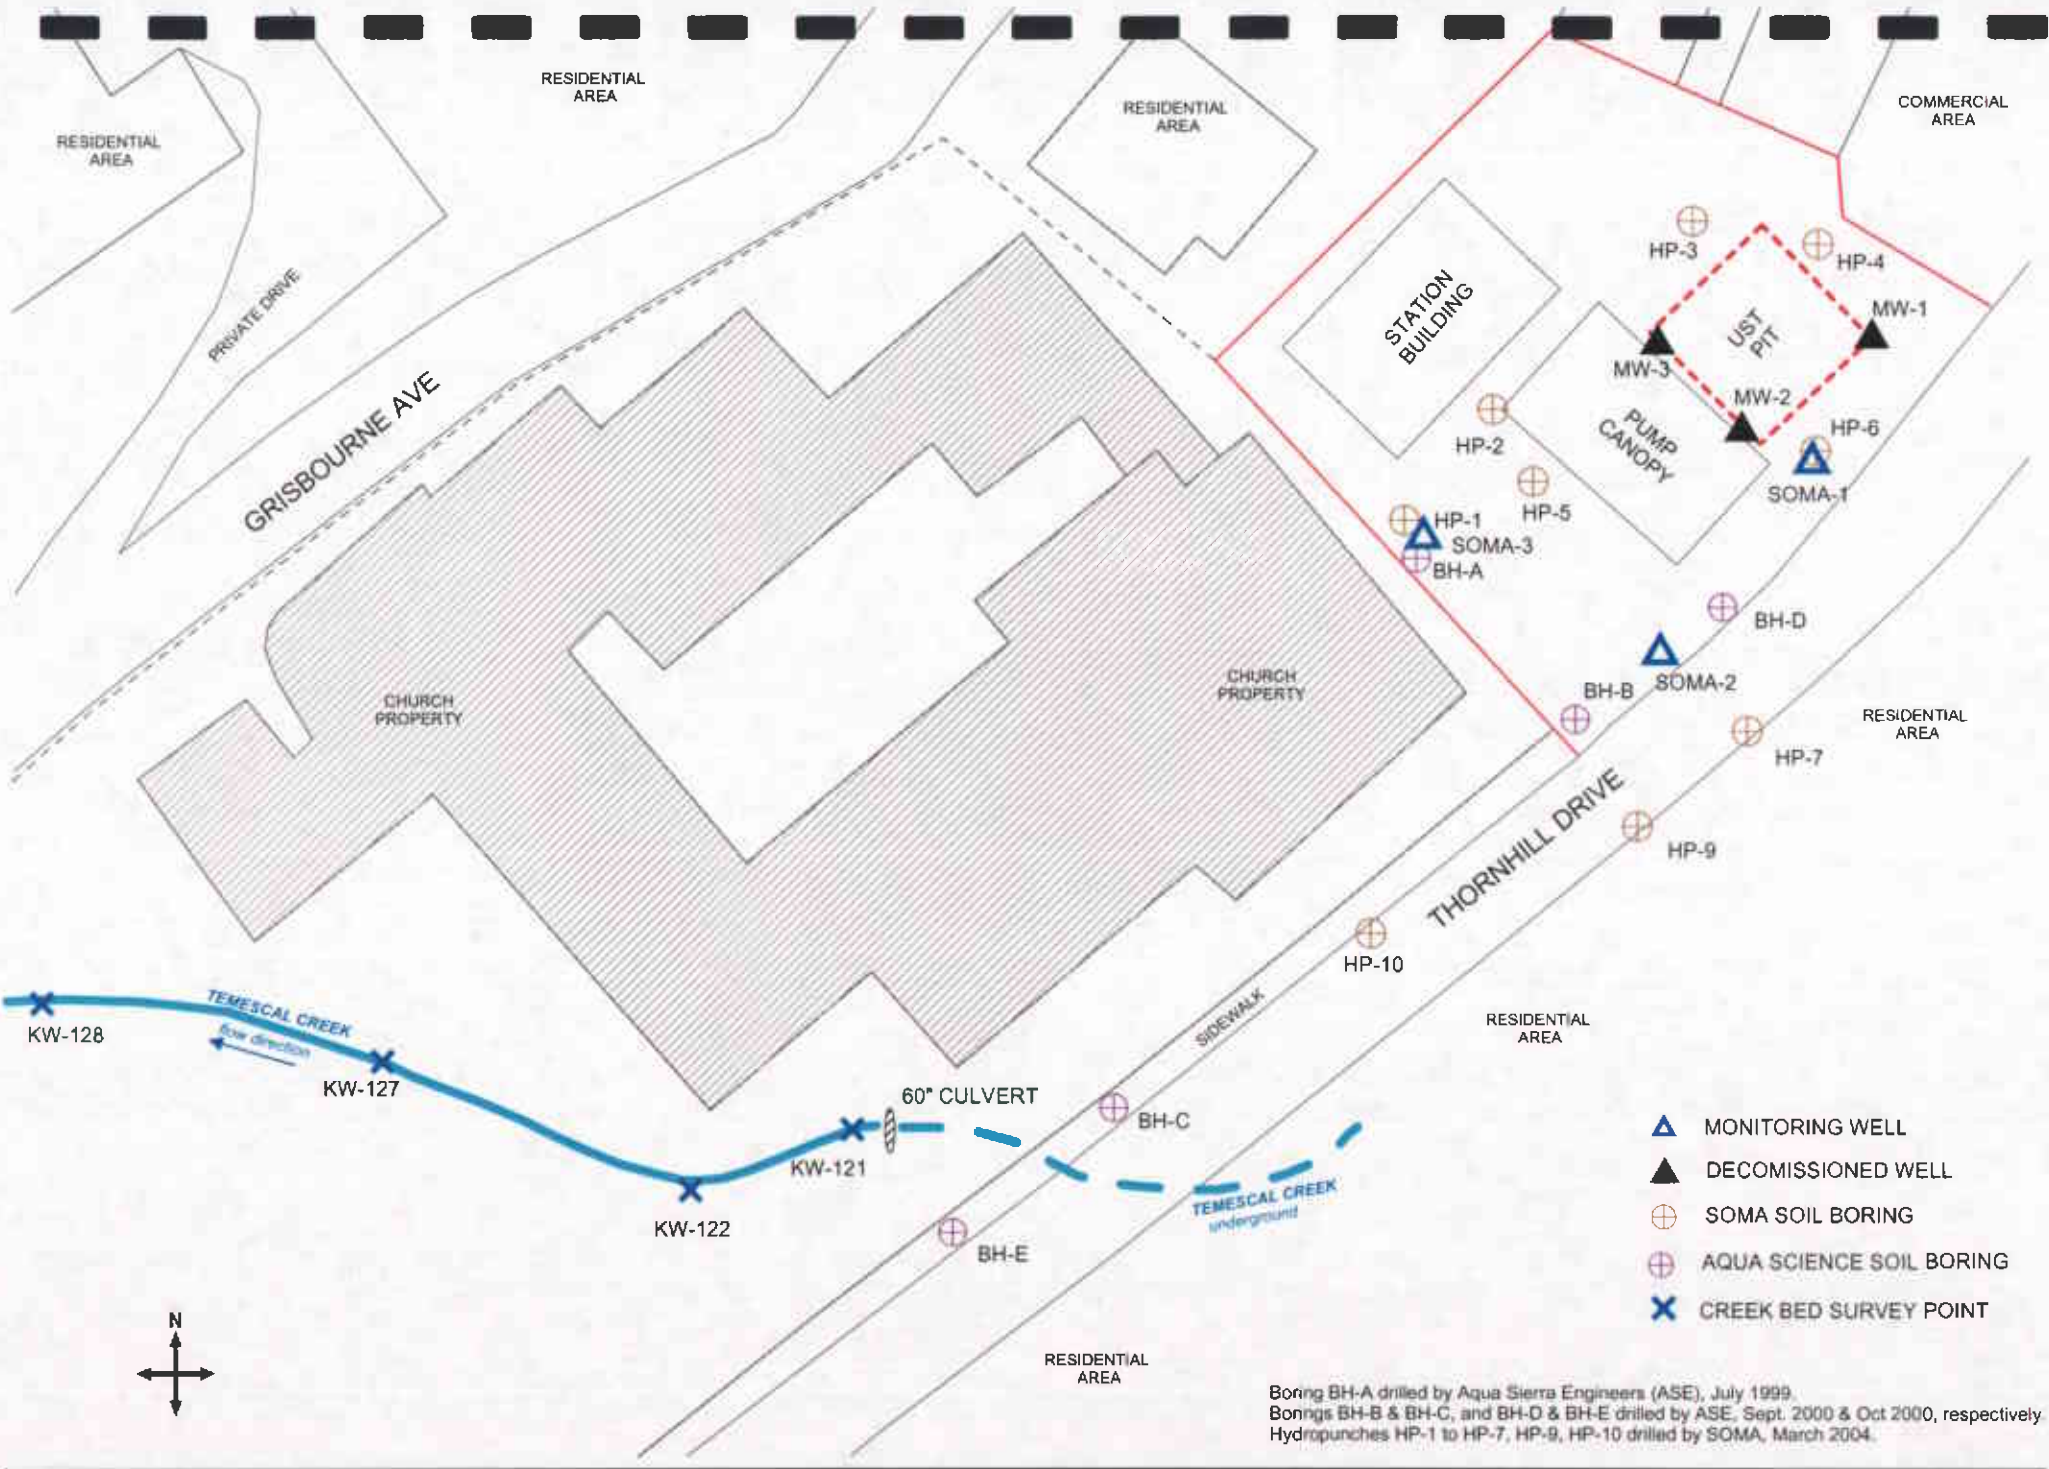 RESIDENTIAL
AREA
RESIDENTIAL
AREA
RESIDENTIAL
AREA
COMMERCIAL
AREA
PRIVATE DRIVE
GRISBOURNE AVE
STATION
BUILDING
HP-3
HP-4
MW-1
UST
PIT
MW-3
MW-2
PUMP
CANOPY
HP-6
SOMA-1
HP-2
HP-5
HP-1
SOMA-3
BH-A
BH-D
SOMA-2
BH-B
HP-7
RESIDENTIAL
AREA
CHURCH
PROPERTY
CHURCH
PROPERTY
HP-9
THORNHILL DRIVE
HP-10
SIDEWALK
RESIDENTIAL
AREA
TEMESCAL CREEK
flow direction
KW-128
KW-127
60" CULVERT
KW-121
KW-122
BH-C
BH-E
TEMESCAL CREEK
underground
MONITORING WELL
DECOMISSIONED WELL
SOMA SOIL BORING
AQUA SCIENCE SOIL BORING
CREEK BED SURVEY POINT
N
RESIDENTIAL
AREA
Boring BH-A drilled by Aqua Sierra Engineers (ASE), July 1999.
Borings BH-B & BH-C, and BH-D & BH-E drilled by ASE, Sept. 2000 & Oct 2000, respectively
Hydropunches HP-1 to HP-7, HP-9, HP-10 drilled by SOMA, March 2004.